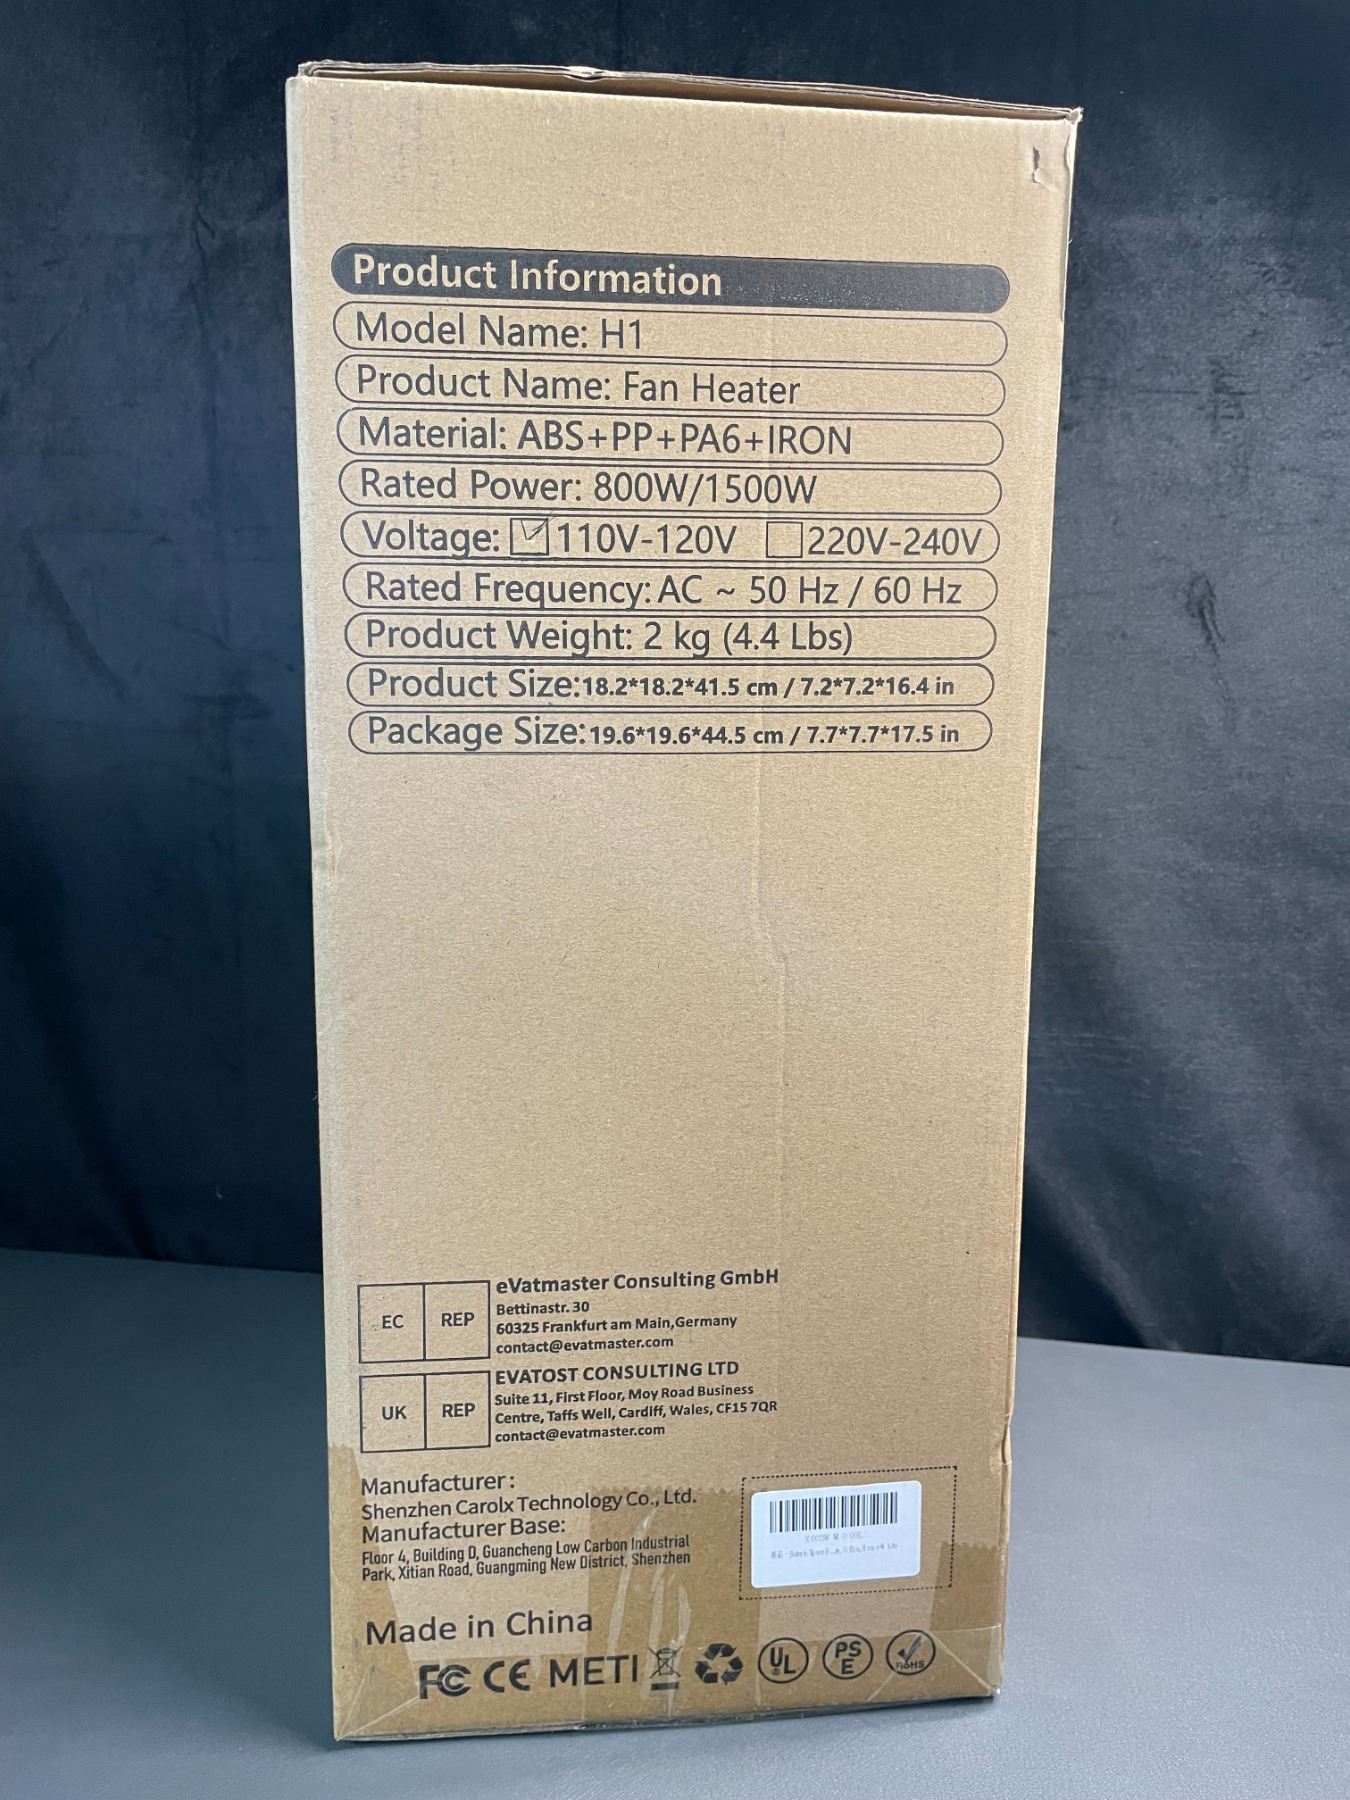 Product Information
Model Name: H1
Product Name: Fan Heater
Material: ABS+PP+PA6+IRON
Rated Power: 800W/1500W
Voltage: 110V-120V 220V-240V
Rated Frequency: AC ~ 50 Hz / 60 Hz
Product Weight: 2 kg (4.4 Lbs)
Product Size:18.2*18.2*41.5 cm / 7.2*7.2*16.4 in
Package Size:19.6*19.6*44.5 cm / 7.7*7.7*17.5 in
EC REP
eVatmaster Consulting GmbH
Bettinastr. 30
60325 Frankfurt am Main,Germany
contact@evatmaster.com
UK REP
EVATOST CONSULTING LTD
Suite 11, First Floor, Moy Road Business
Centre, Taffs Well, Cardiff, Wales, CF15 7QR
contact@evatmaster.com
Manufacturer :
Shenzhen Carolx Technology Co., Ltd.
Manufacturer Base:
Floor 4, Building D, Guancheng Low Carbon Industrial
Park, Xitian Road, Guangming New District, Shenzhen
Made in China
FC CE METI UL PS E RoHS